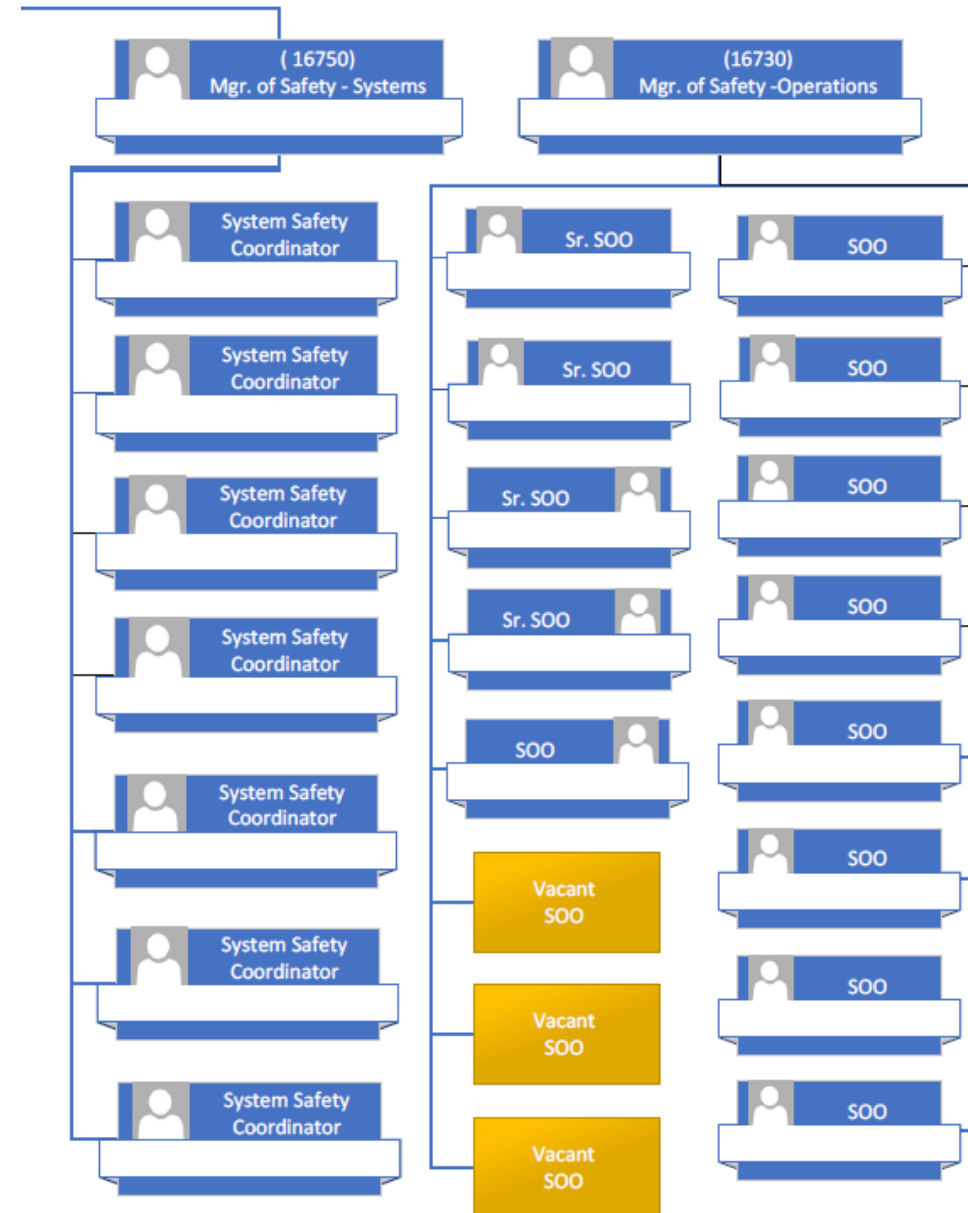 ( 16750)
Mgr. of Safety - Systems
(16730)
Mgr. of Safety -Operations
System Safety
Coordinator
System Safety
Coordinator
System Safety
Coordinator
System Safety
Coordinator
System Safety
Coordinator
System Safety
Coordinator
System Safety
Coordinator
Sr. SOO
Sr. SOO
Sr. SOO
Sr. SOO
SOO
Vacant
SOO
Vacant
SOO
Vacant
SOO
SOO
SOO
SOO
SOO
SOO
SOO
SOO
SOO